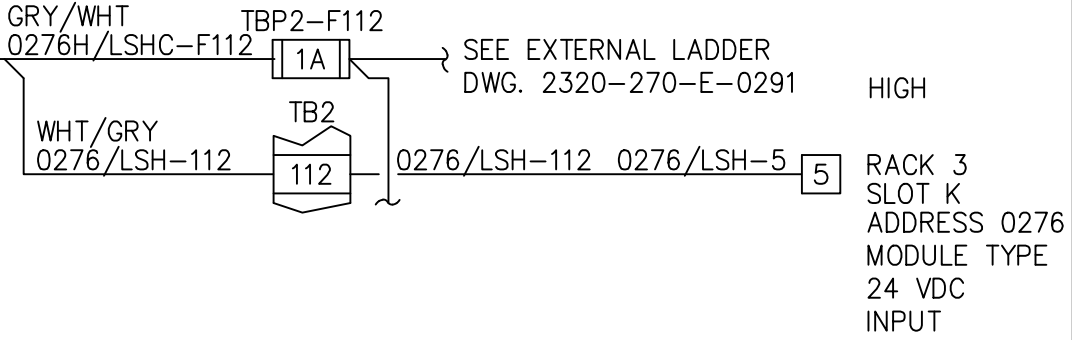 GRY/WHT
TBP2-F112
0276H/LSHC-F112
1A
SEE EXTERNAL LADDER
DWG. 2320-270-E-0291
HIGH
WHT/GRY
TB2
0276/LSH-112
112
0276/LSH-112 0276/LSH-5
5
RACK 3
SLOT K
ADDRESS 0276
MODULE TYPE
24 VDC
INPUT